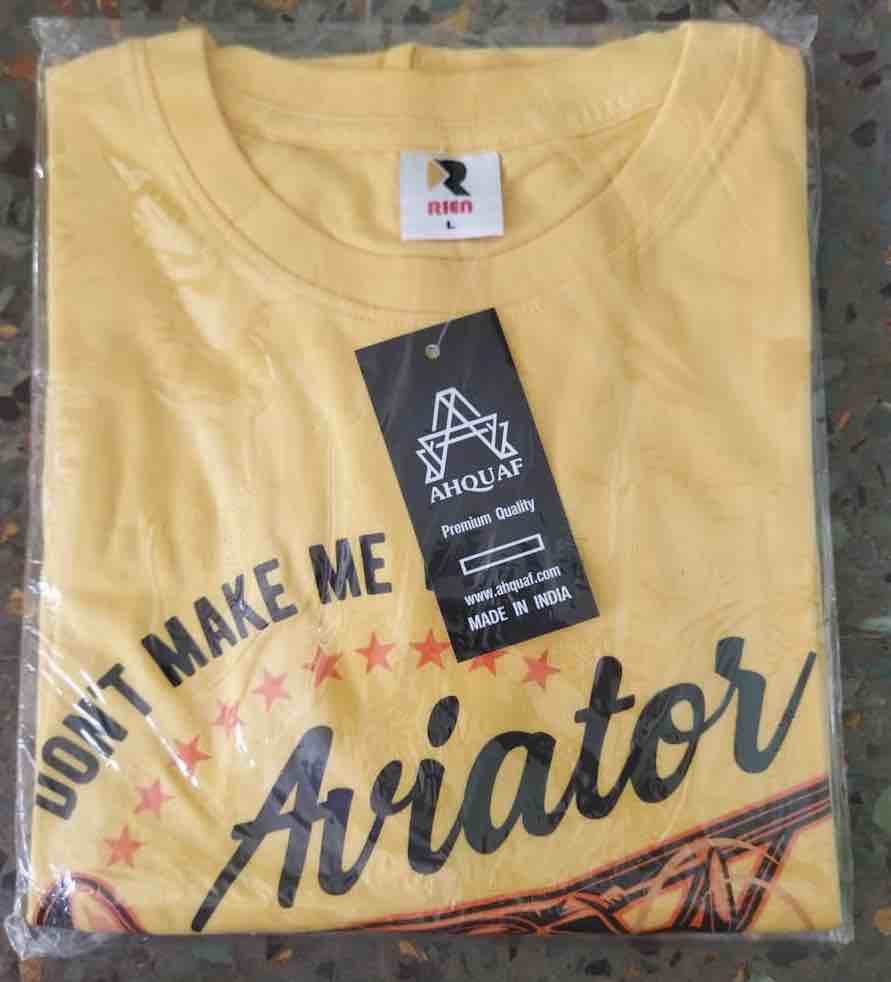 RIEN
L
AHQUAF
Premium Quality
www.ahquaf.com
MADE IN INDIA
DON'T MAKE ME
Aviator